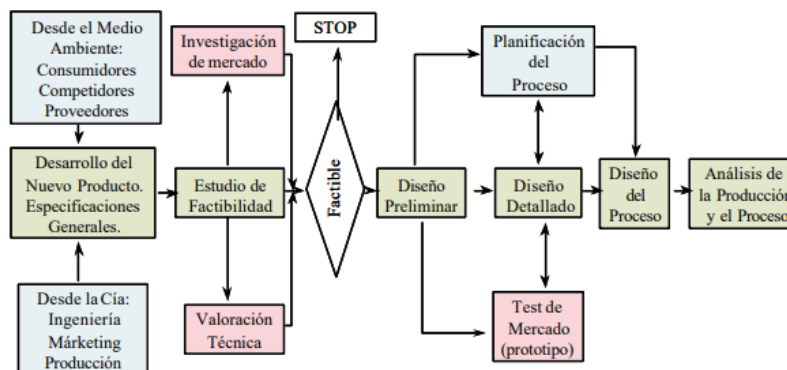 Desde el Medio
Ambiente:
Consumidores
Competidores
Proveedores
Desarrollo del
Nuevo Producto.
Especificaciones
Generales.
Desde la Cía:
Ingeniería
Márketing
Producción
Investigación
de mercado
Estudio de
Factibilidad
Valoración
Técnica
STOP
Factible
Diseño
Preliminar
Planificación
del
Proceso
Diseño
Detallado
Test de
Mercado
(prototipo)
Diseño
del
Proceso
Análisis de
la Producción
y el Proceso